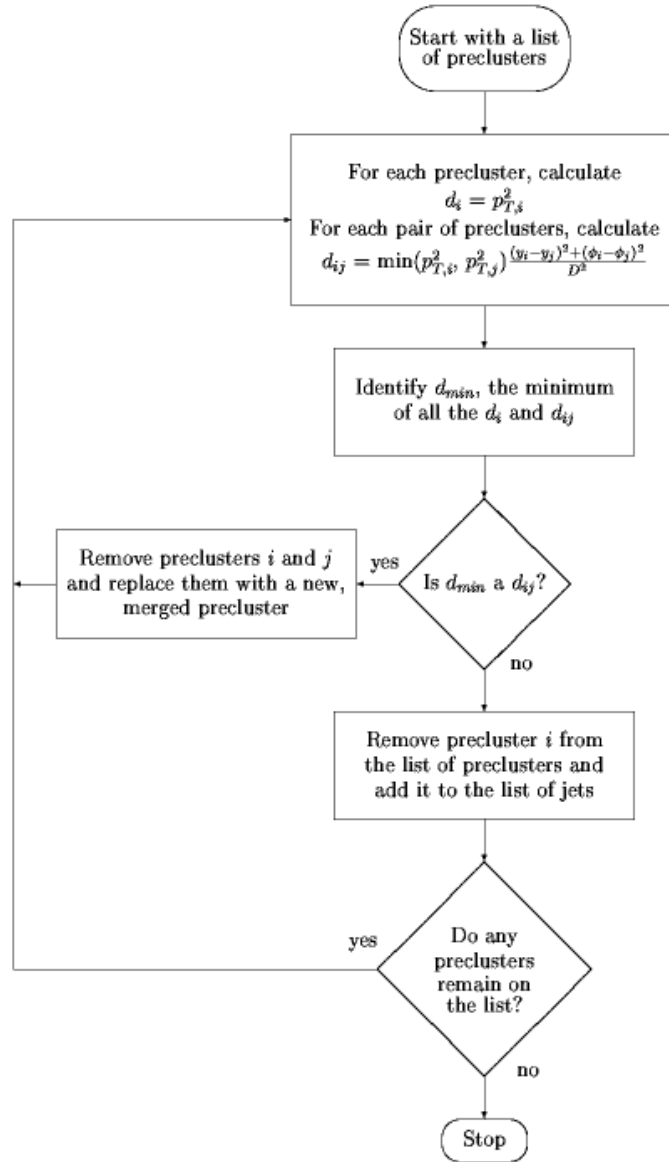 Start with a list
of preclusters
For each precluster, calculate
d_i = p_{T,i}^2
For each pair of preclusters, calculate
d_{ij} = min(p_{T,i}^2, p_{T,j}^2) \frac{(y_i-y_j)^2+(\phi_i-\phi_j)^2}{D^2}
Identify d_{min}, the minimum
of all the d_i and d_{ij}
Is d_{min} a d_{ij}?
yes
Remove preclusters i and j
and replace them with a new,
merged precluster
no
Remove precluster i from
the list of preclusters and
add it to the list of jets
Do any
preclusters
remain on
the list?
yes
no
Stop